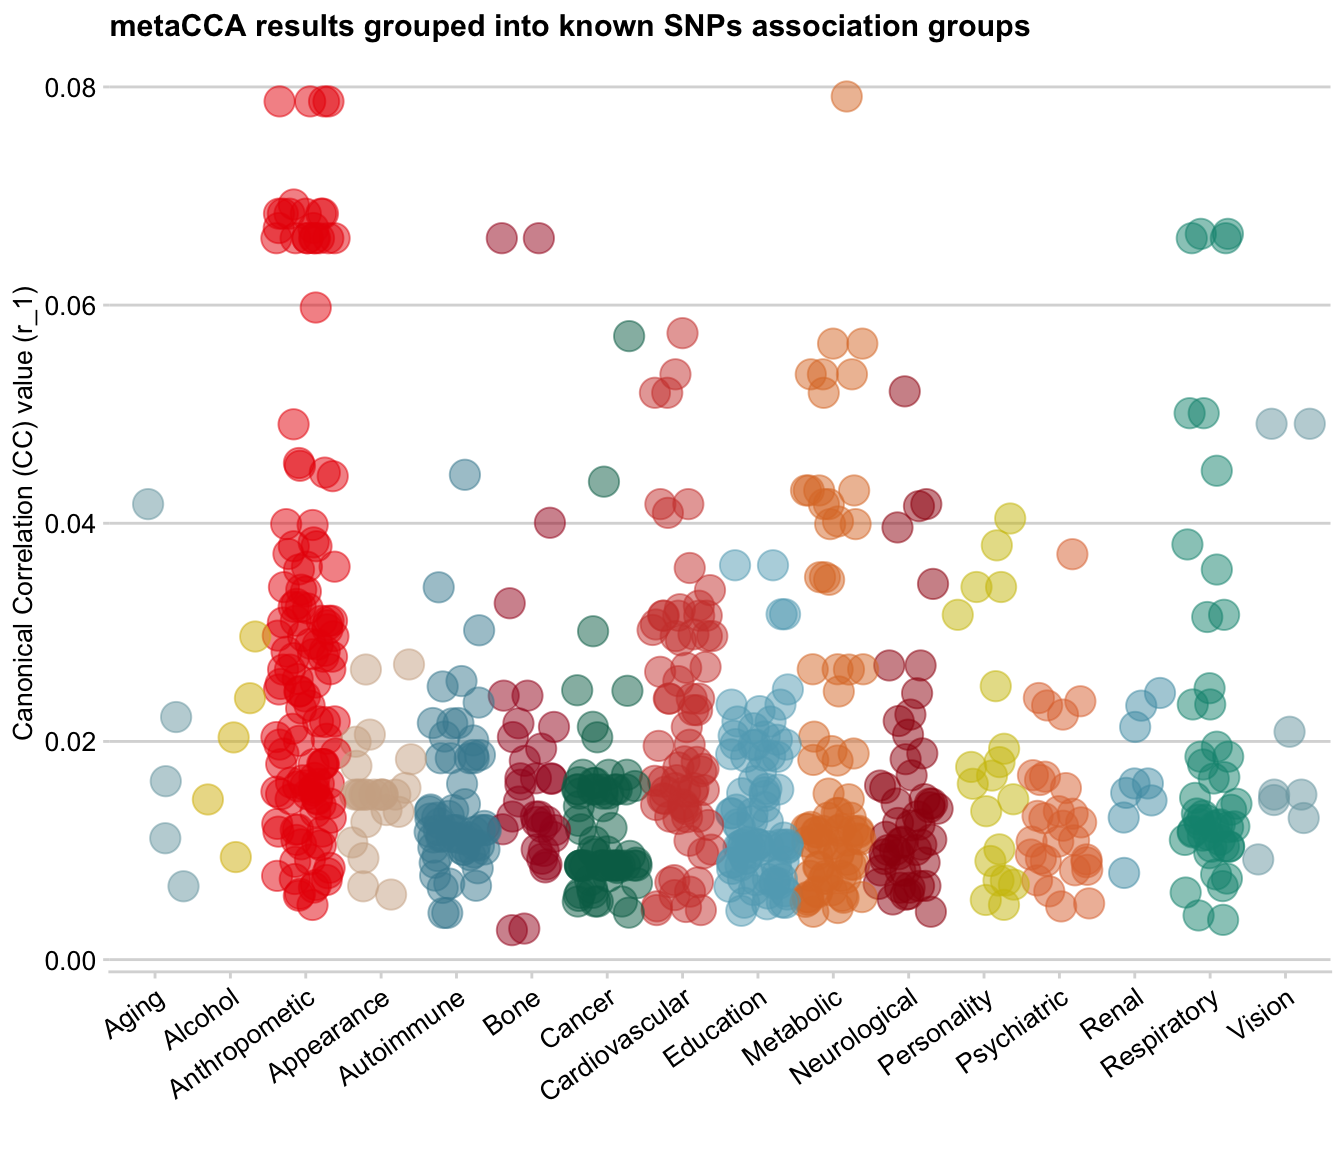 metaCCA results grouped into known SNPs association groups
Canonical Correlation (CC) value (r_1)
0.08
0.06
0.04
0.02
0.00
Aging
Alcohol
Anthropometic
Appearance
Autoimmune
Bone
Cancer
Cardiovascular
Education
Metabolic
Neurological
Personality
Psychiatric
Renal
Respiratory
Vision